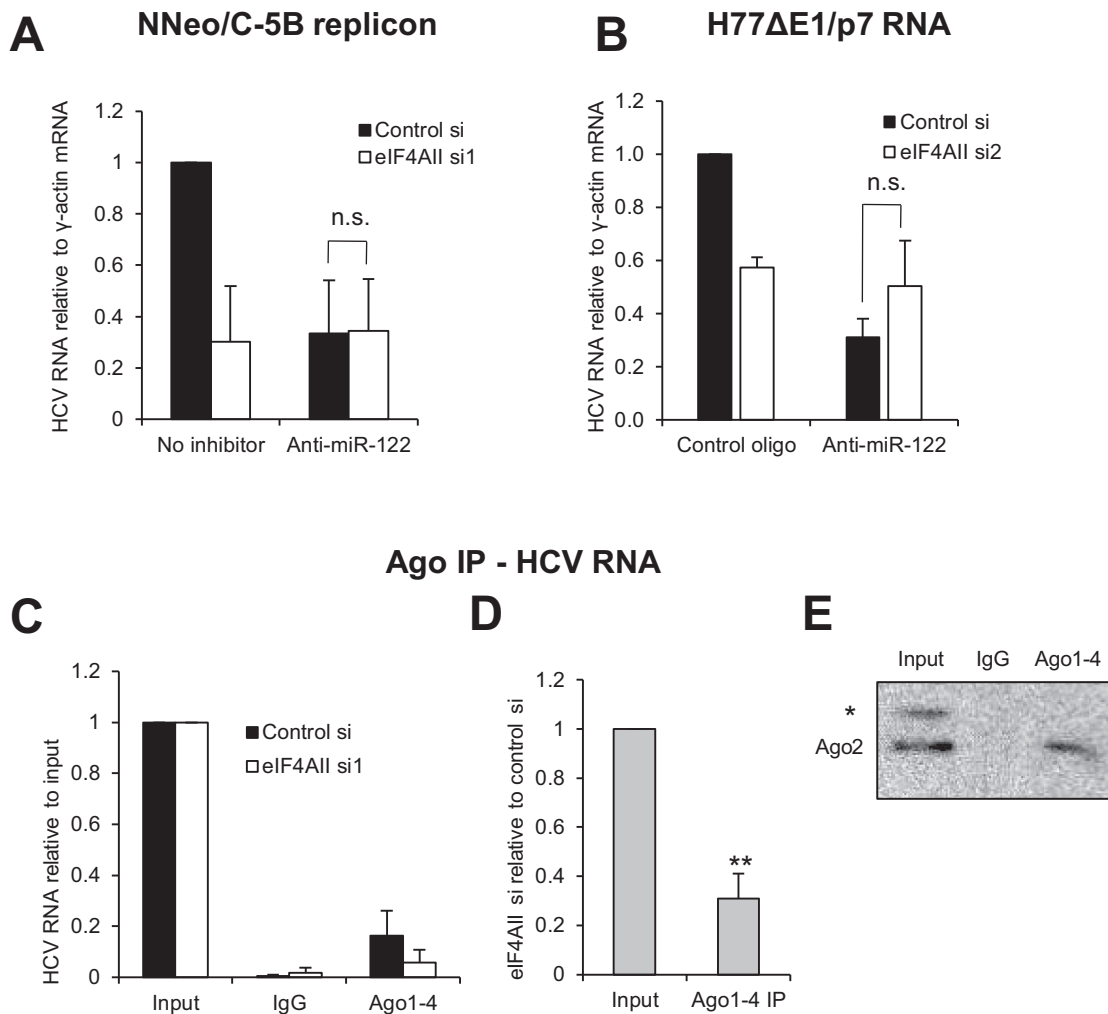 A
NNeo/C-5B replicon
HCV RNA relative to γ-actin mRNA
1.2
1
0.8
0.6
0.4
0.2
0
Control si
eIF4AII si1
n.s.
No inhibitor
Anti-miR-122
B
H77ΔE1/p7 RNA
HCV RNA relative to γ-actin mRNA
1.2
1.0
0.8
0.6
0.4
0.2
0.0
Control si
eIF4AII si2
n.s.
Control oligo
Anti-miR-122
Ago IP - HCV RNA
C
HCV RNA relative to input
1.2
1
0.8
0.6
0.4
0.2
0
Control si
eIF4AII si1
Input
IgG
Ago1-4
D
eIF4AII si relative to control si
1.2
1
0.8
0.6
0.4
0.2
0
**
Input
Ago1-4 IP
E
Input IgG Ago1-4
*
Ago2